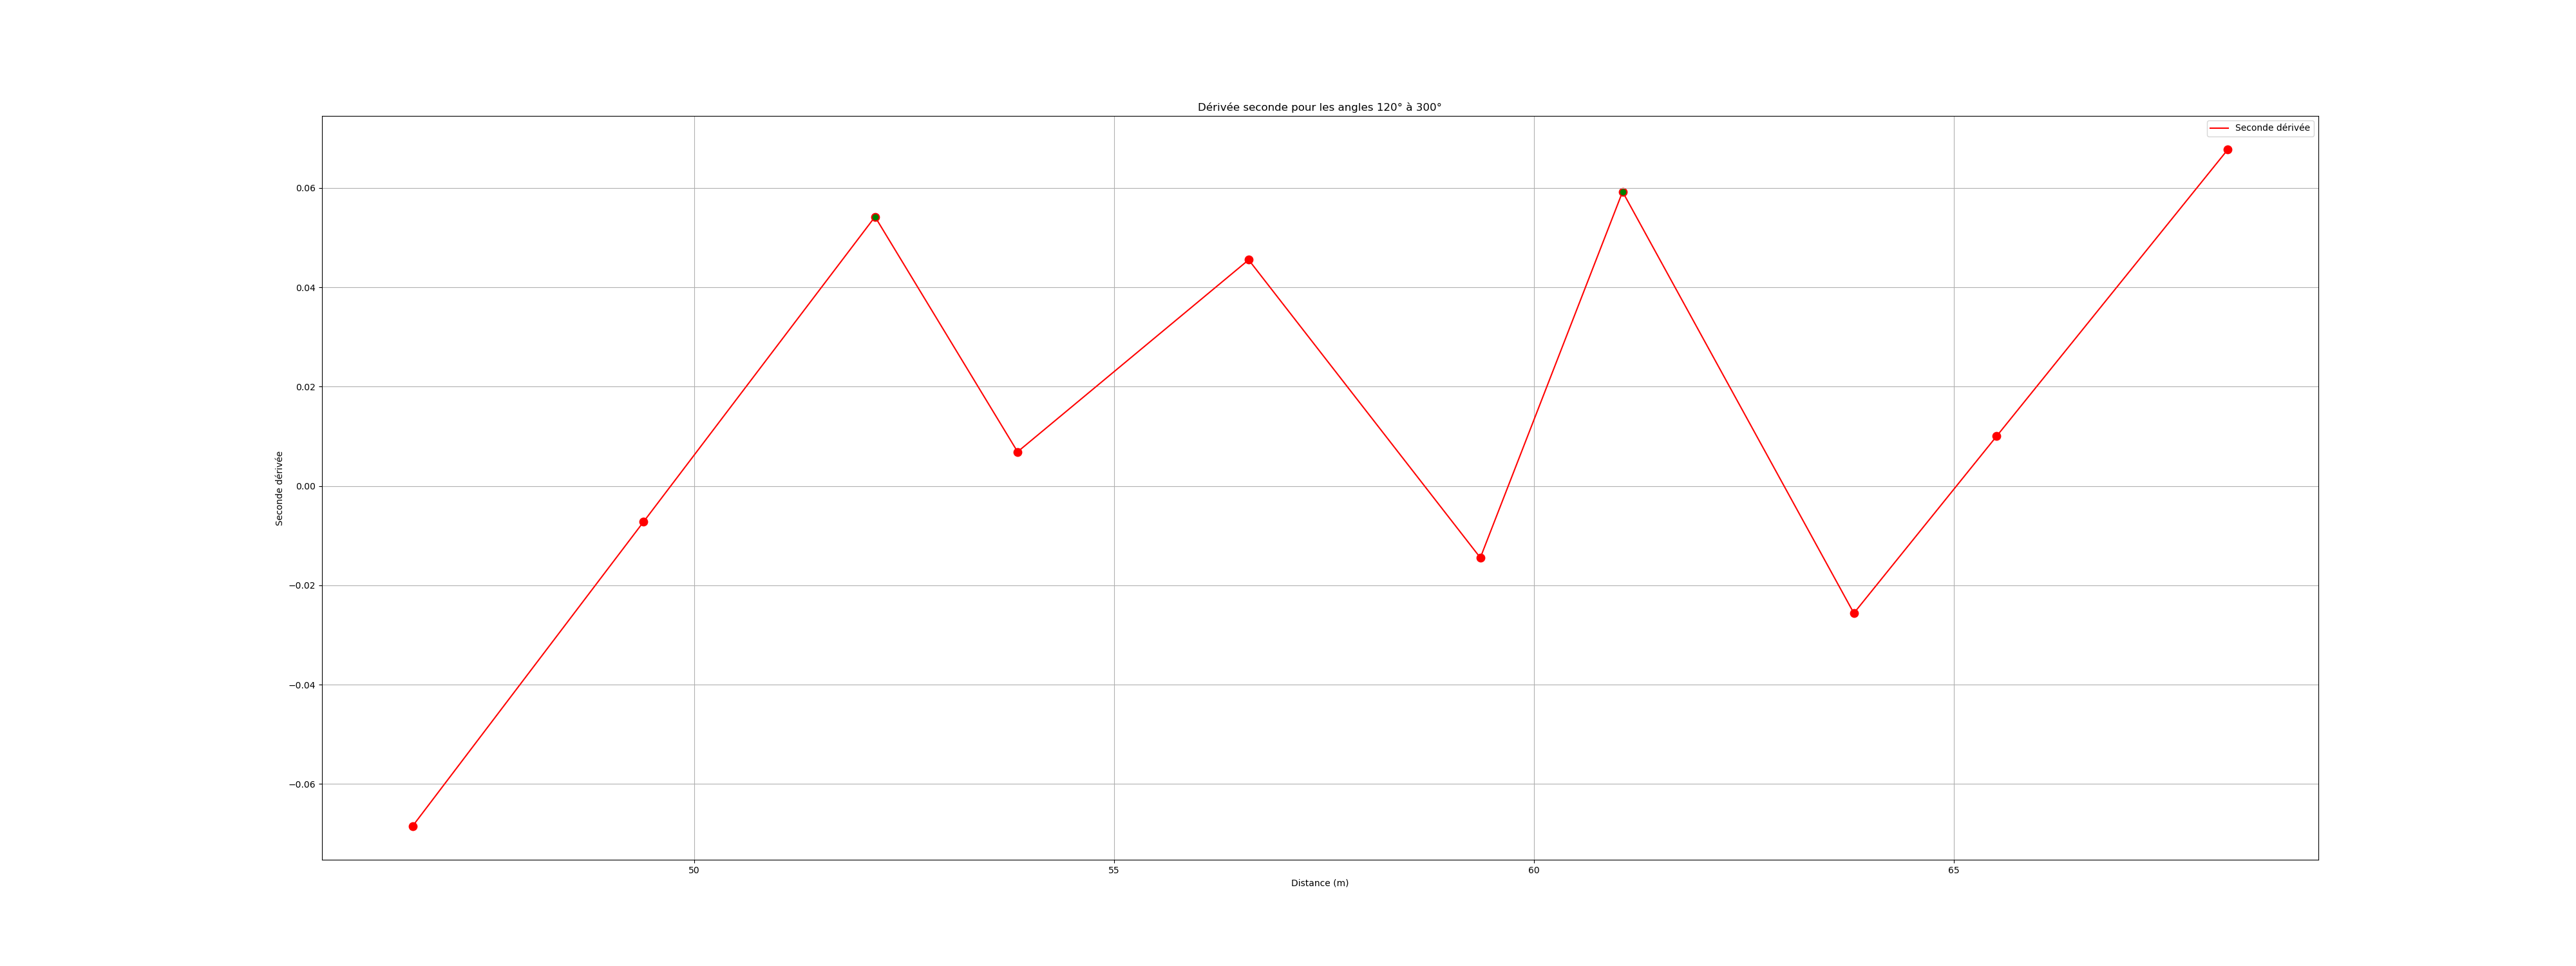 Dérivée seconde pour les angles 120° à 300°
Seconde dérivée
0.06
0.04
0.02
0.00
−0.02
−0.04
−0.06
Seconde dérivée
50
55
60
65
Distance (m)